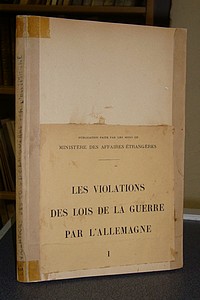 PUBLICATION FAITE PAR LES SOINS DU
MINISTÈRE DES AFFAIRES ÉTRANGÈRES
LES VIOLATIONS
DES LOIS DE LA GUERRE
PAR L'ALLEMAGNE
I